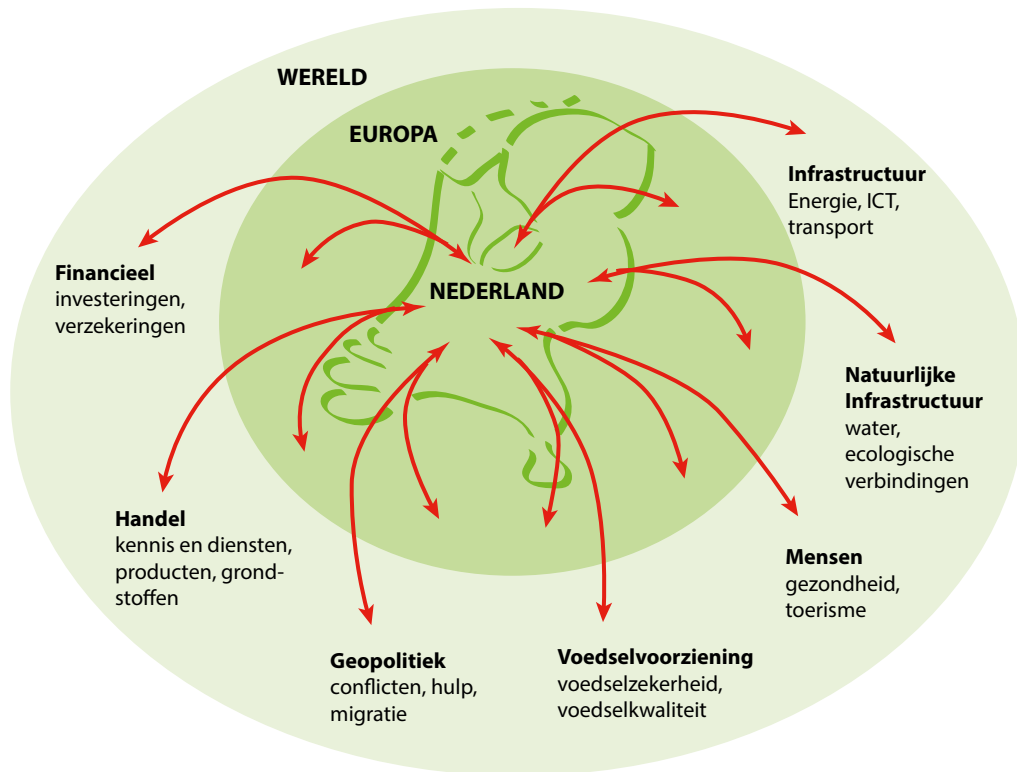 WERELD
EUROPA
Infrastructuur
Energie, ICT,
transport
Financieel
investeringen,
verzekeringen
NEDERLAND
Natuurlijke
Infrastructuur
water,
ecologische
verbindingen
Handel
kennis en diensten,
producten, grond-
stoffen
Mensen
gezondheid,
toerisme
Geopolitiek
conflicten, hulp,
migratie
Voedselvoorziening
voedselzekerheid,
voedselkwaliteit